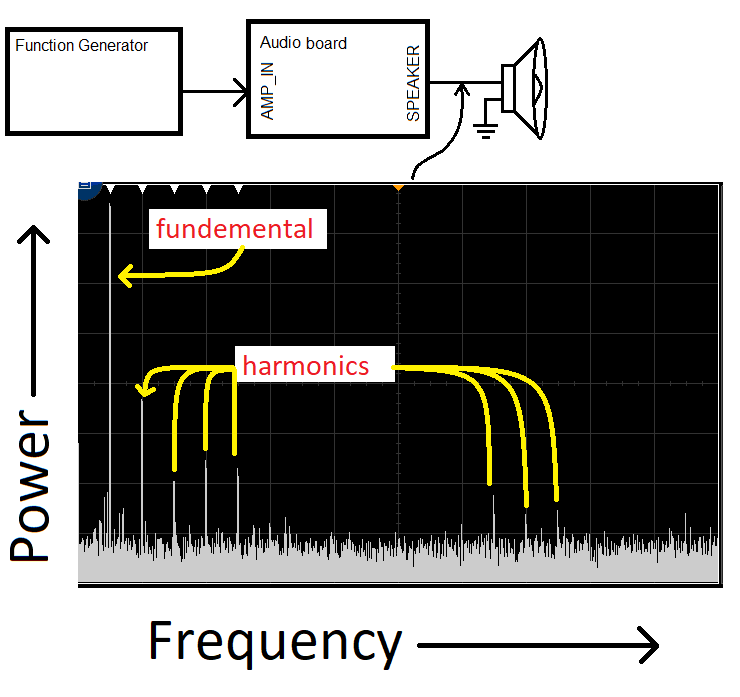 Function Generator
Audio board
AMP_IN
SPEAKER
fundemental
harmonics
Power
Frequency